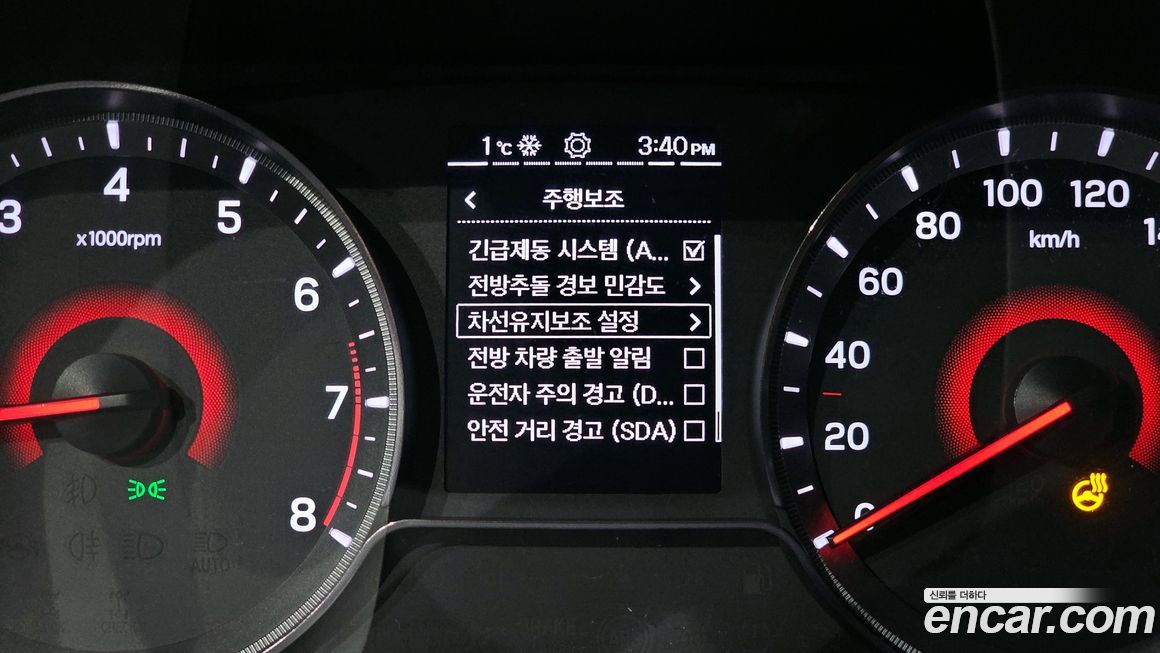 1℃ 3:40PM
주행보조
긴급제동 시스템 (A...
전방추돌 경보 민감도
차선유지보조 설정
전방 차량 출발 알림
운전자 주의 경고 (D...
안전 거리 경고 (SDA)
3 4 5 6 7 8
x1000rpm
0 20 40 60 80 100 120
km/h
AUTO
신뢰를 더하다
encar.com